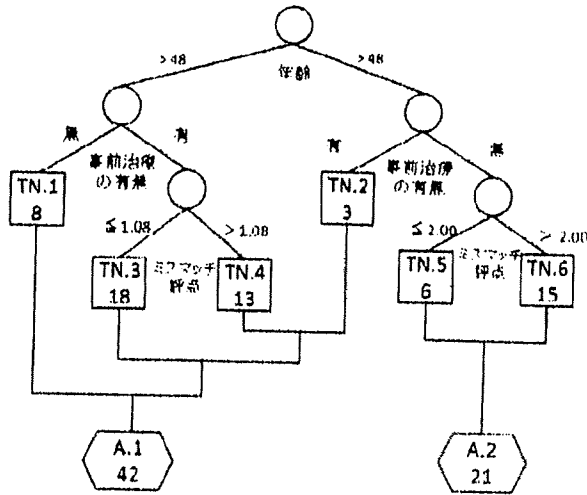 >48
年齢
>48
無
有
事前治療
の有無
有
事前治療
の有無
無
TN.1
8
TN.2
3
≤ 1.08
> 1.08
≤ 2.00
> 2.00
TN.3
18
ミスマッチ
評点
TN.4
13
TN.5
6
ミスマッチ
評点
TN.6
15
A.1
42
A.2
21